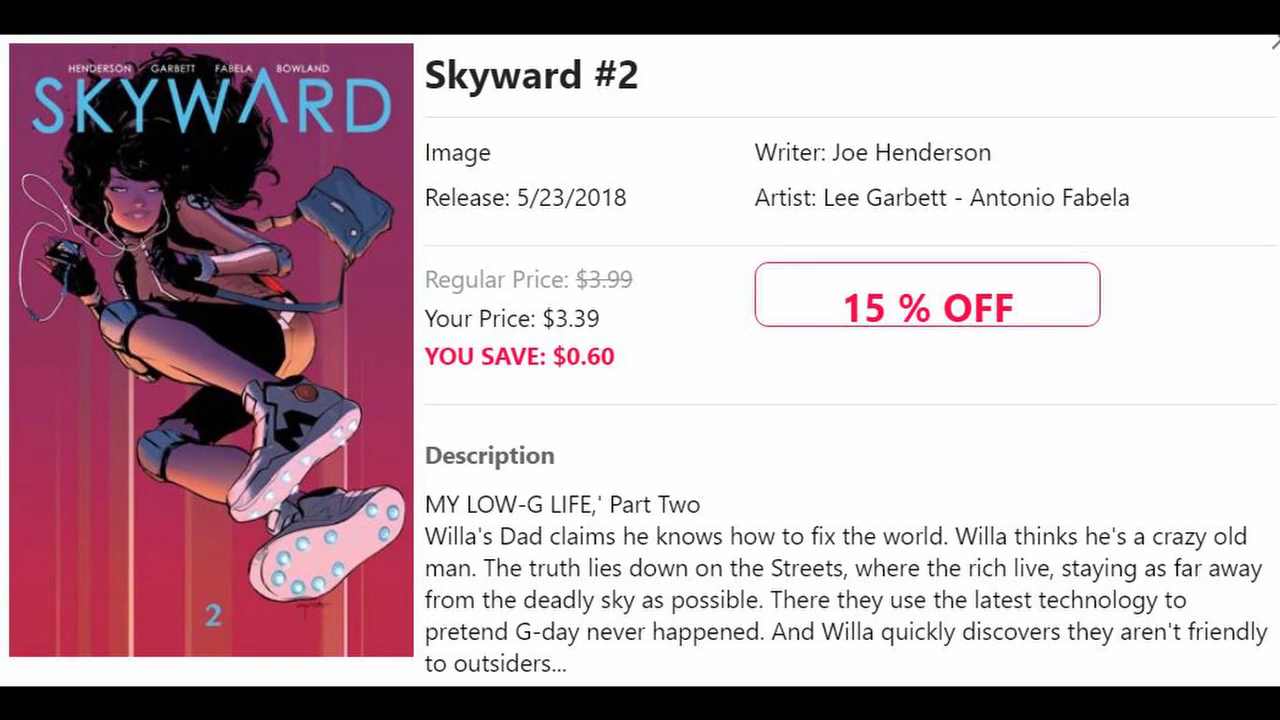 HENDERSON GARBETT FABELA BOWLAND
SKYWARD
2
Skyward #2
Image
Writer: Joe Henderson
Release: 5/23/2018
Artist: Lee Garbett - Antonio Fabela
Regular Price: $3.99
15 % OFF
Your Price: $3.39
YOU SAVE: $0.60
Description
MY LOW-G LIFE,' Part Two
Willa's Dad claims he knows how to fix the world. Willa thinks he's a crazy old
man. The truth lies down on the Streets, where the rich live, staying as far away
from the deadly sky as possible. There they use the latest technology to
pretend G-day never happened. And Willa quickly discovers they aren't friendly
to outsiders...